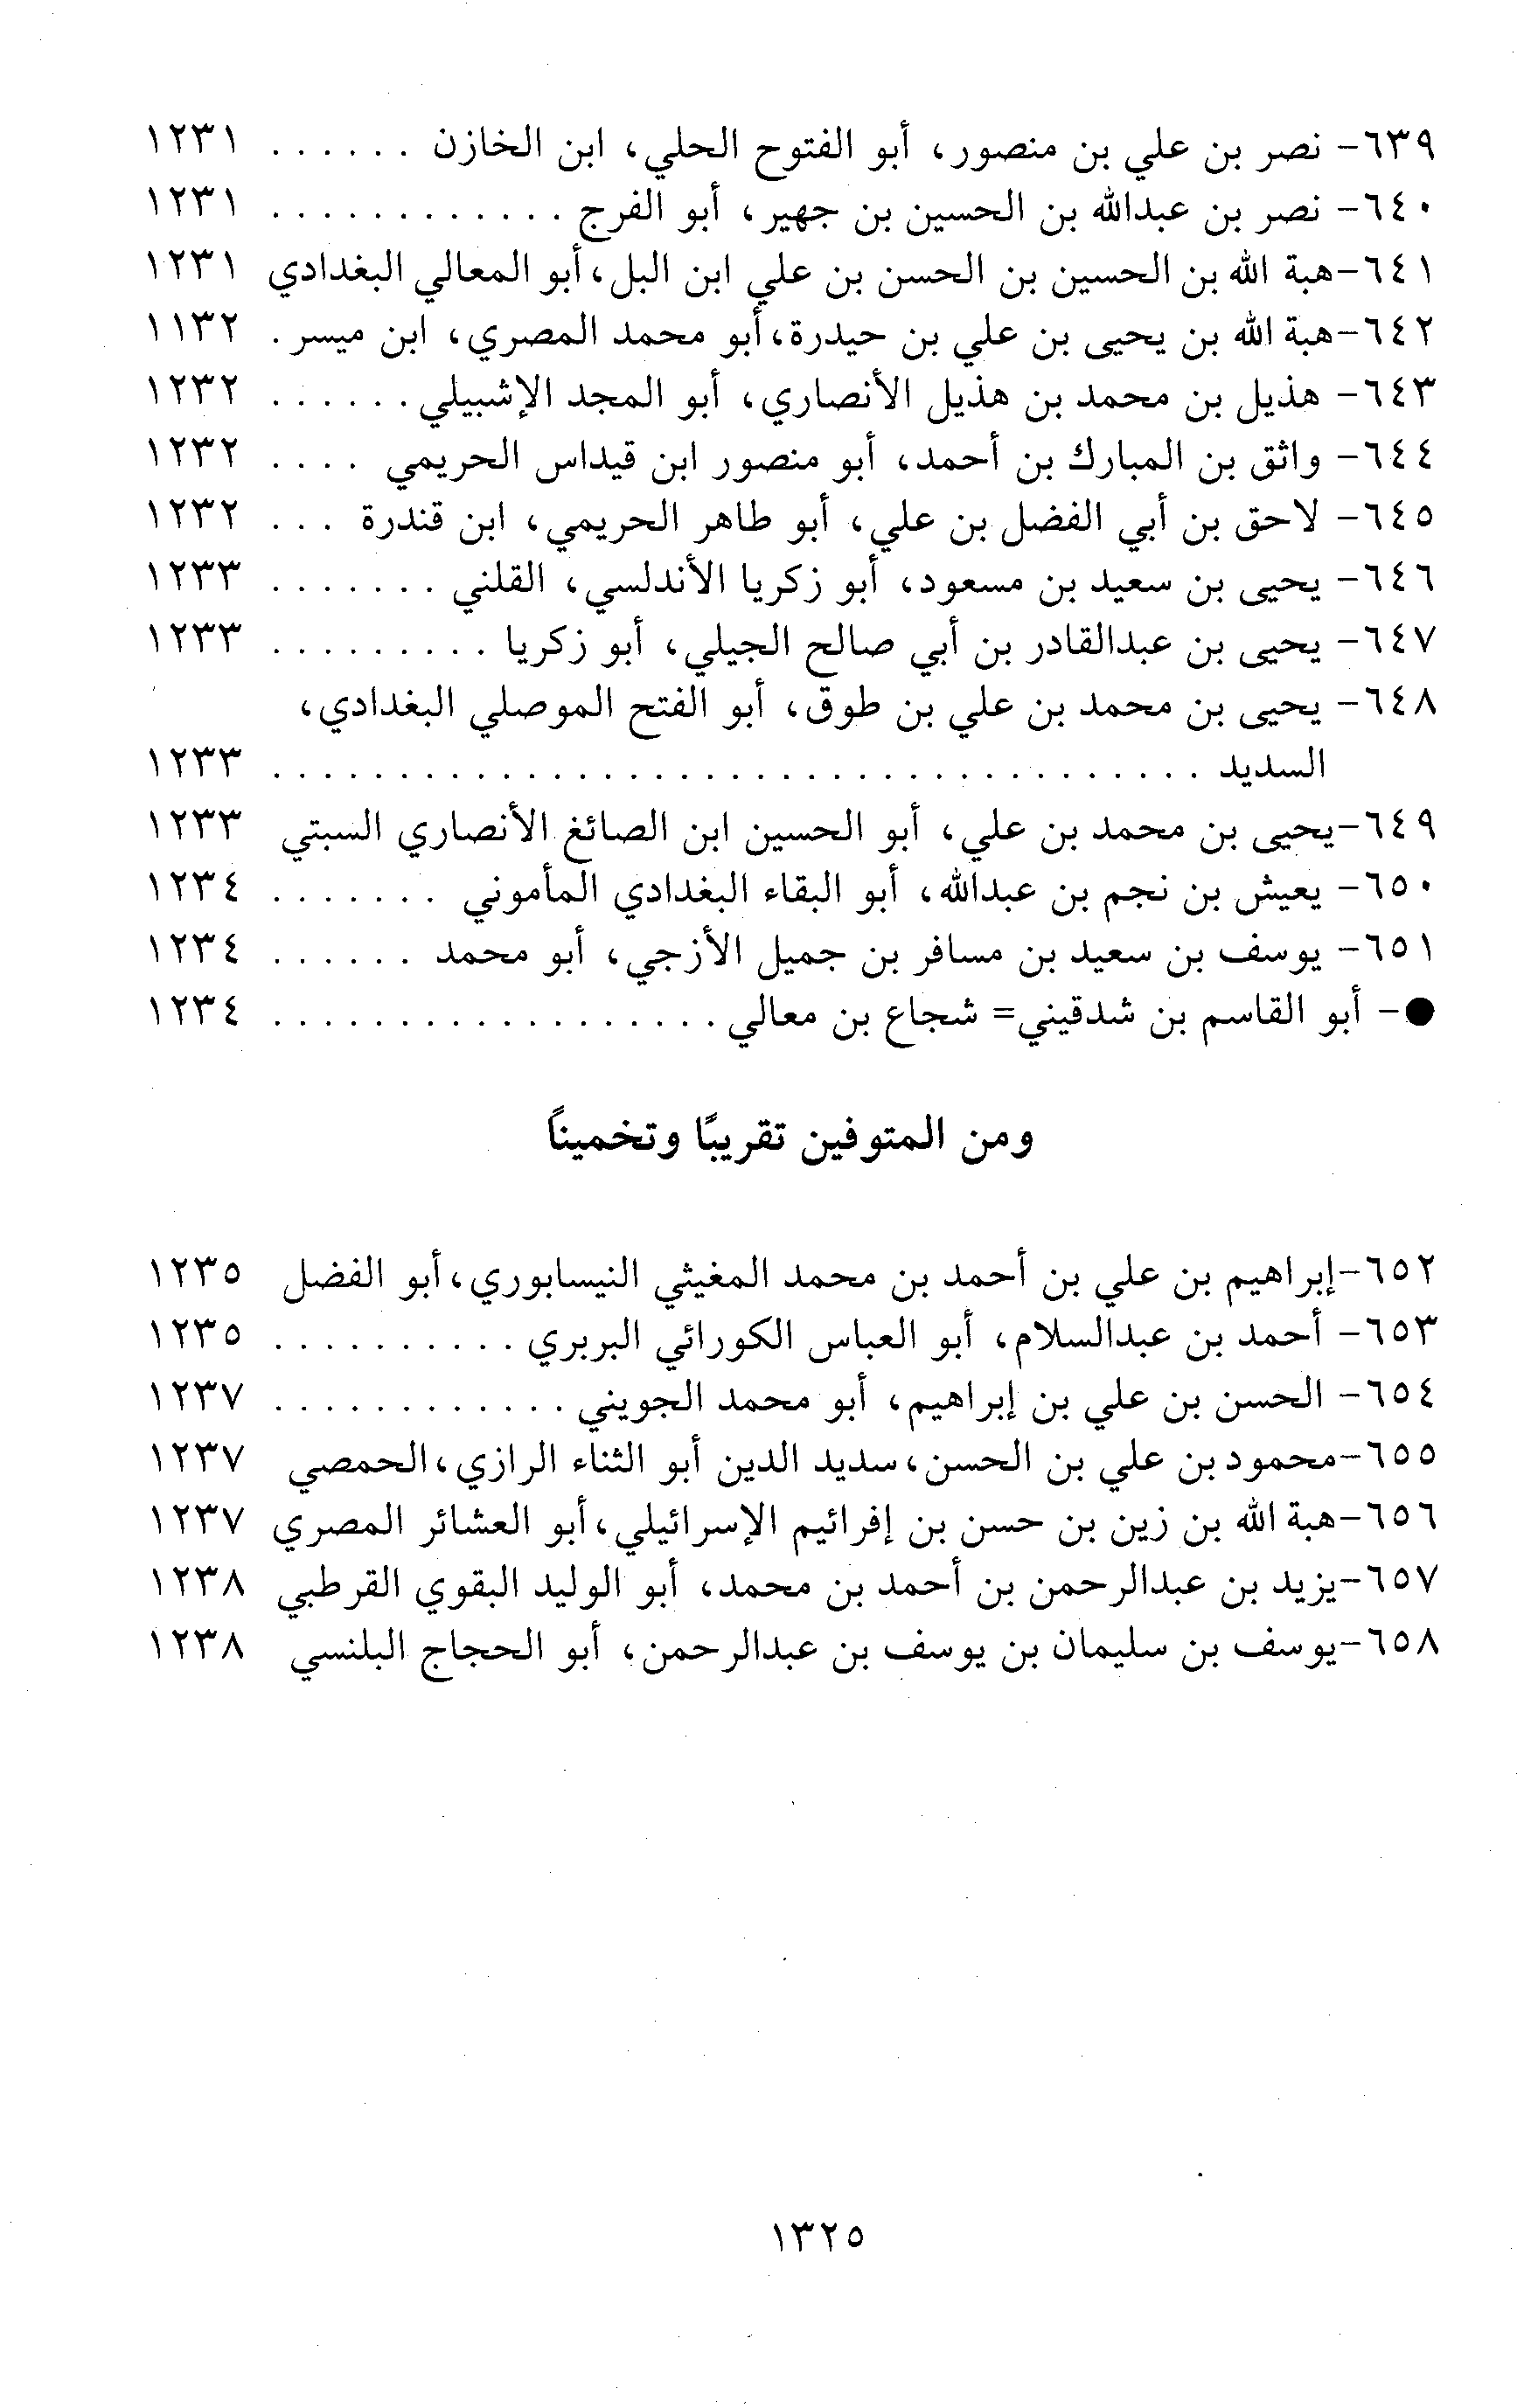 ٦٣٩- نصر بن علي بن منصور، أبو الفتوح الحلي، ابن الخازن ...... ١٢٣١
٦٤٠- نصر بن عبدالله بن الحسين بن جهير، أبو الفرج ............ ١٢٣١
٦٤١-هبة الله بن الحسين بن الحسن بن علي ابن البل، أبو المعالي البغدادي ١٢٣١
٦٤٢-هبة الله بن يحيى بن علي بن حيدرة، أبو محمد المصري، ابن ميسر . ١١٣٢
٦٤٣- هذيل بن محمد بن هذيل الأنصاري، أبو المجد الإشبيلي ...... ١٢٣٢
٦٤٤- واثق بن المبارك بن أحمد، أبو منصور ابن قيداس الحريمي .... ١٢٣٢
٦٤٥- لاحق بن أبي الفضل بن علي، أبو طاهر الحريمي، ابن قندرة ... ١٢٣٢
٦٤٦- يحيى بن سعيد بن مسعود، أبو زكريا الأندلسي، القلني ....... ١٢٣٣
٦٤٧- يحيى بن عبدالقادر بن أبي صالح الجيلي، أبو زكريا ......... ١٢٣٣
٦٤٨- يحيى بن محمد بن علي بن طوق، أبو الفتح الموصلي البغدادي،
السديد ..................................... ١٢٣٣
٦٤٩-يحيى بن محمد بن علي، أبو الحسين ابن الصائغ الأنصاري السبتي ١٢٣٣
٦٥٠- يعيش بن نجم بن عبدالله، أبو البقاء البغدادي المأموني ....... ١٢٣٤
٦٥١- يوسف بن سعيد بن مسافر بن جميل الأزجي، أبو محمد ...... ١٢٣٤
●- أبو القاسم بن شدقيني= شجاع بن معالي .................. ١٢٣٤
ومن المتوفين تقريبًا وتخمينًا
٦٥٢-إبراهيم بن علي بن أحمد بن محمد المغيثي النيسابوري، أبو الفضل ١٢٣٥
٦٥٣- أحمد بن عبدالسلام، أبو العباس الكورائي البربري .......... ١٢٣٥
٦٥٤- الحسن بن علي بن إبراهيم، أبو محمد الجويني ............ ١٢٣٧
٦٥٥-محمود بن علي بن الحسن، سديد الدين أبو الثناء الرازي، الحمصي ١٢٣٧
٦٥٦-هبة الله بن زين بن حسن بن إفرائيم الإسرائيلي، أبو العشائر المصري ١٢٣٧
٦٥٧-يزيد بن عبدالرحمن بن أحمد بن محمد، أبو الوليد البقوي القرطبي ١٢٣٨
٦٥٨-يوسف بن سليمان بن يوسف بن عبدالرحمن، أبو الحجاج البلنسي ١٢٣٨
١٣٢٥